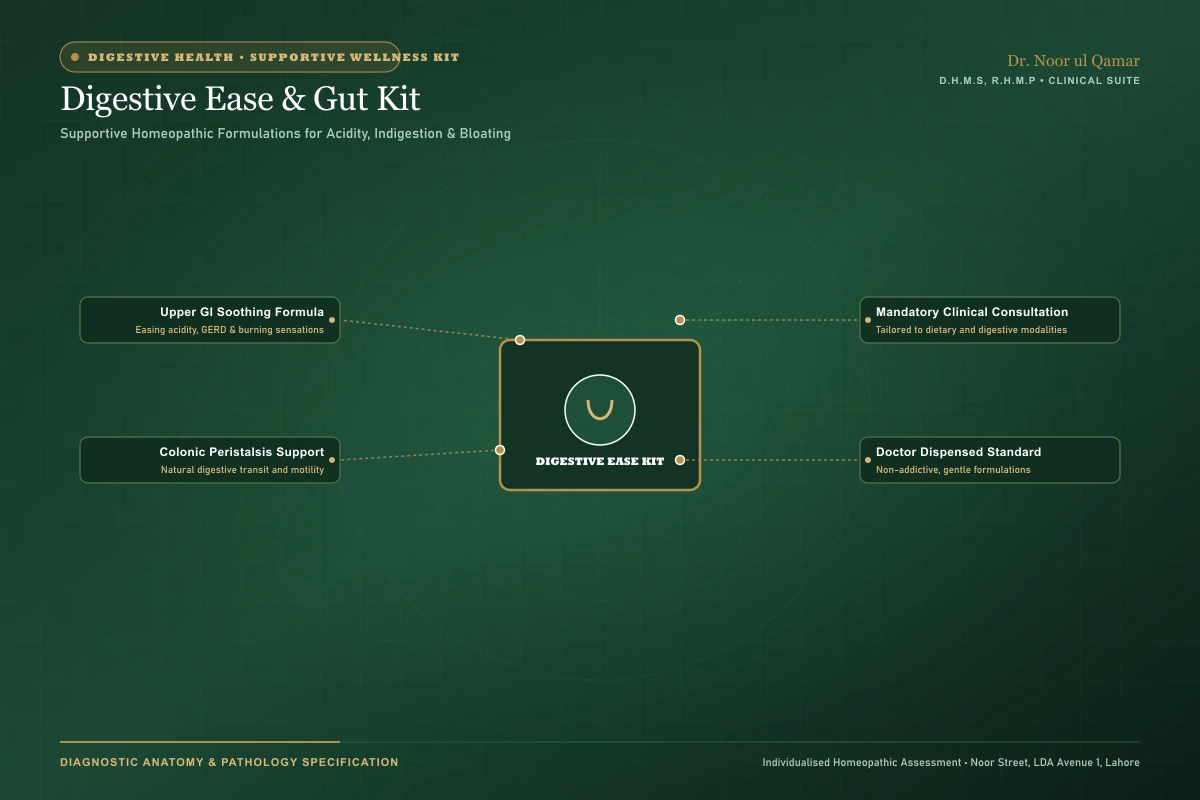 DIGESTIVE HEALTH • SUPPORTIVE WELLNESS KIT
Digestive Ease & Gut Kit
Supportive Homeopathic Formulations for Acidity, Indigestion & Bloating
Dr. Noor ul Qamar
D.H.M.S, R.H.M.P • CLINICAL SUITE
Upper GI Soothing Formula
Easing acidity, GERD & burning sensations
Mandatory Clinical Consultation
Tailored to dietary and digestive modalities
Colonic Peristalsis Support
Natural digestive transit and motility
DIGESTIVE EASE KIT
Doctor Dispensed Standard
Non-addictive, gentle formulations
DIAGNOSTIC ANATOMY & PATHOLOGY SPECIFICATION
Individualised Homeopathic Assessment • Noor Street, LDA Avenue 1, Lahore